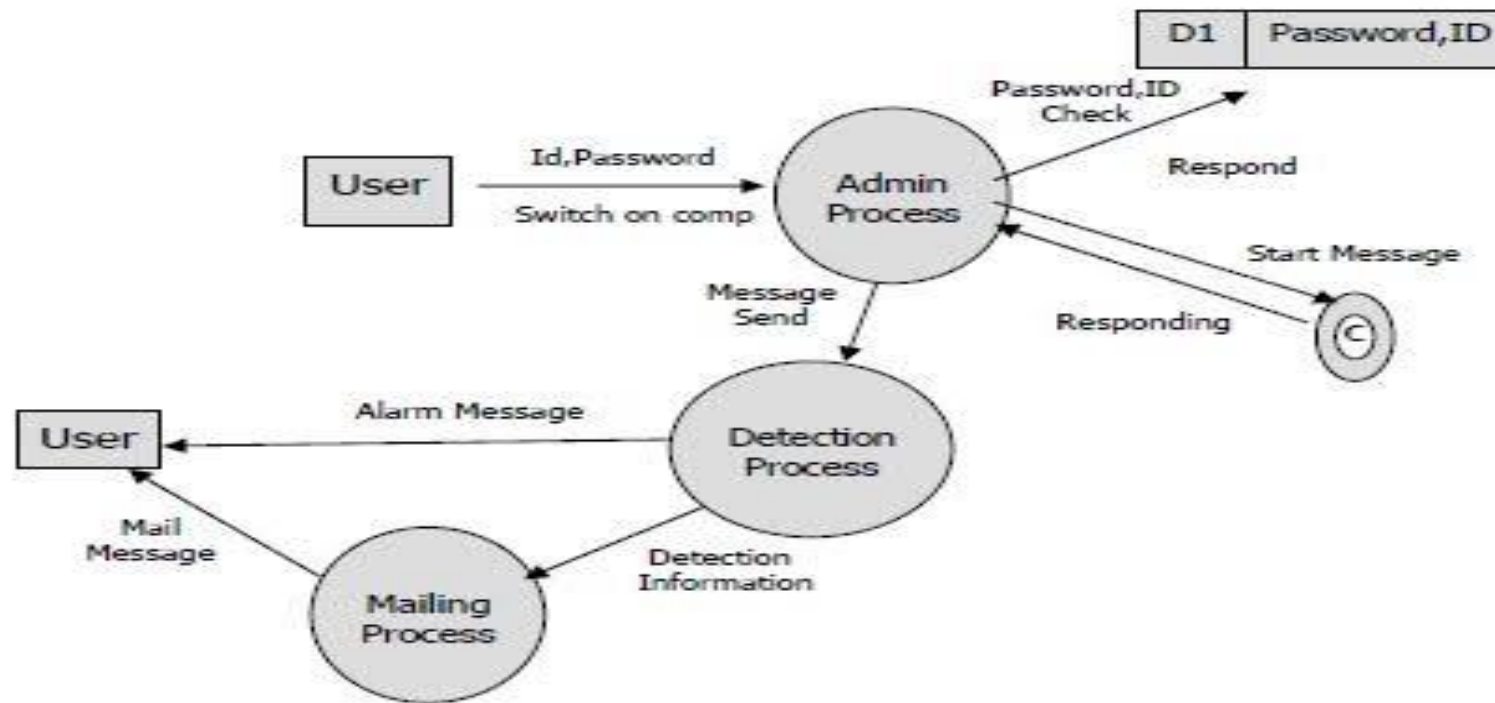 D1
Password,ID
Password,ID
Check
Id,Password
User
Switch on comp
Admin
Process
Respond
Start Message
Message
Send
Responding
C
Alarm Message
User
Detection
Process
Mail
Message
Detection
Information
Mailing
Process